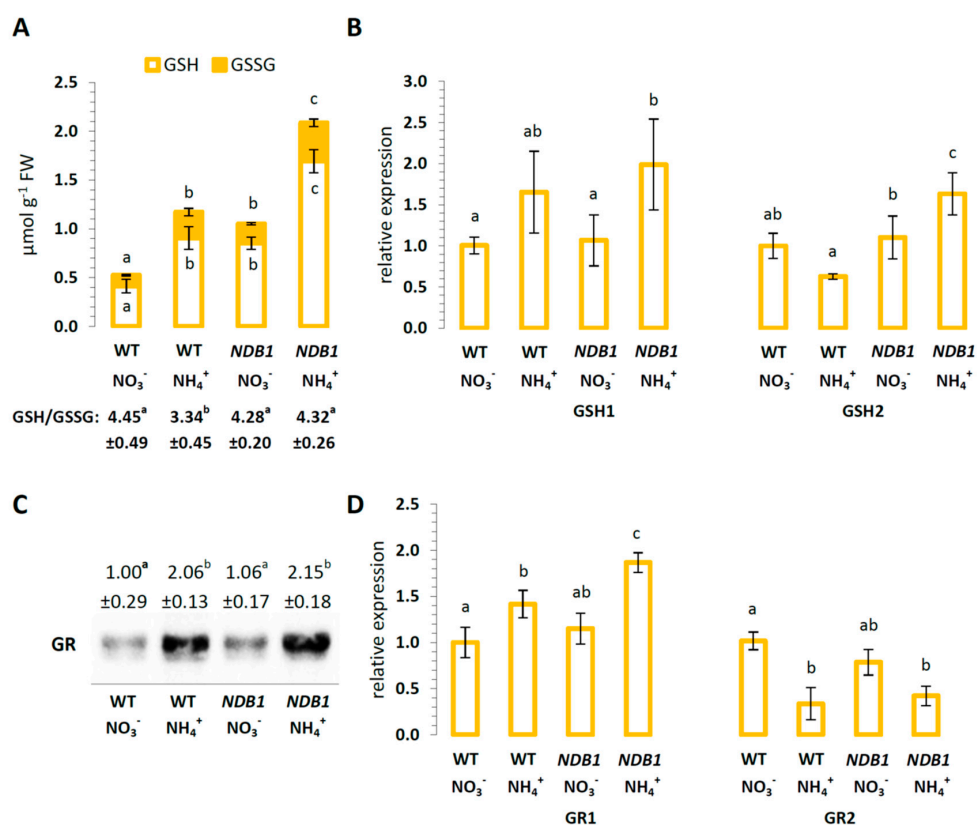 A
GSH GSSG
2.5
2.0
1.5
1.0
0.5
0.0
µmol g⁻¹ FW
a
a
b
b
b
b
c
c
WT WT NDB1 NDB1
NO₃⁻ NH₄⁺ NO₃⁻ NH₄⁺
GSH/GSSG: 4.45ᵃ 3.34ᵇ 4.28ᵃ 4.32ᵃ
±0.49 ±0.45 ±0.20 ±0.26
B
3.0
2.5
2.0
1.5
1.0
0.5
0.0
relative expression
a ab a b
ab a b c
WT WT NDB1 NDB1 WT WT NDB1 NDB1
NO₃⁻ NH₄⁺ NO₃⁻ NH₄⁺ NO₃⁻ NH₄⁺ NO₃⁻ NH₄⁺
GSH1 GSH2
C
1.00ᵃ 2.06ᵇ 1.06ᵃ 2.15ᵇ
±0.29 ±0.13 ±0.17 ±0.18
GR
WT WT NDB1 NDB1
NO₃⁻ NH₄⁺ NO₃⁻ NH₄⁺
D
2.5
2.0
1.5
1.0
0.5
0.0
relative expression
a b ab c
a b ab b
WT WT NDB1 NDB1 WT WT NDB1 NDB1
NO₃⁻ NH₄⁺ NO₃⁻ NH₄⁺ NO₃⁻ NH₄⁺ NO₃⁻ NH₄⁺
GR1 GR2